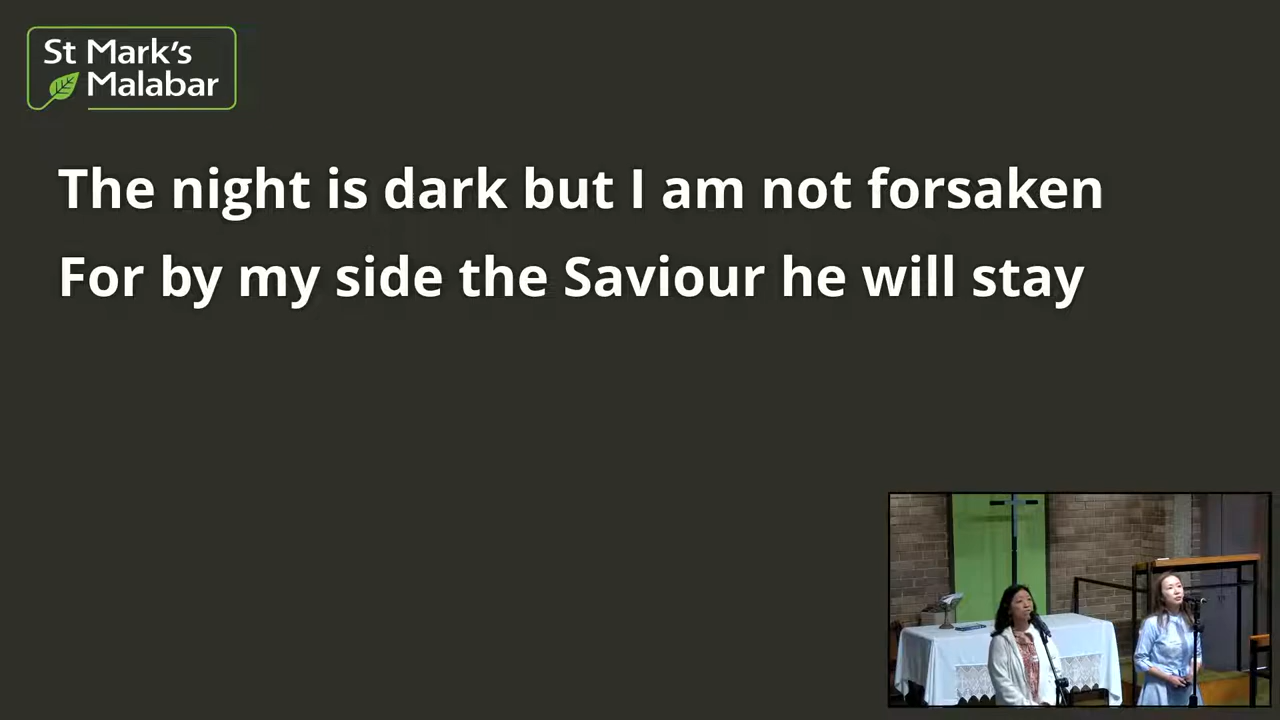 St Mark's
Malabar
The night is dark but I am not forsaken
For by my side the Saviour he will stay